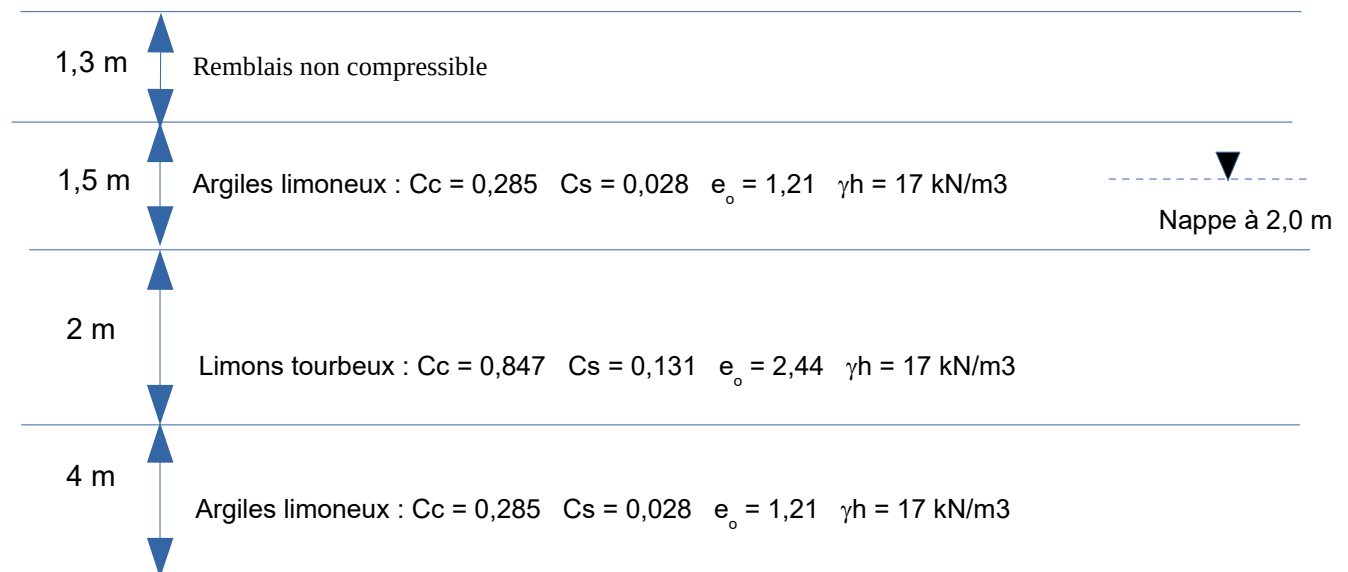 1,3 m
Remblais non compressible
1,5 m
Argiles limoneux : Cc = 0,285 Cs = 0,028 eo = 1,21 γh = 17 kN/m3
Nappe à 2,0 m
2 m
Limons tourbeux : Cc = 0,847 Cs = 0,131 eo = 2,44 γh = 17 kN/m3
4 m
Argiles limoneux : Cc = 0,285 Cs = 0,028 eo = 1,21 γh = 17 kN/m3